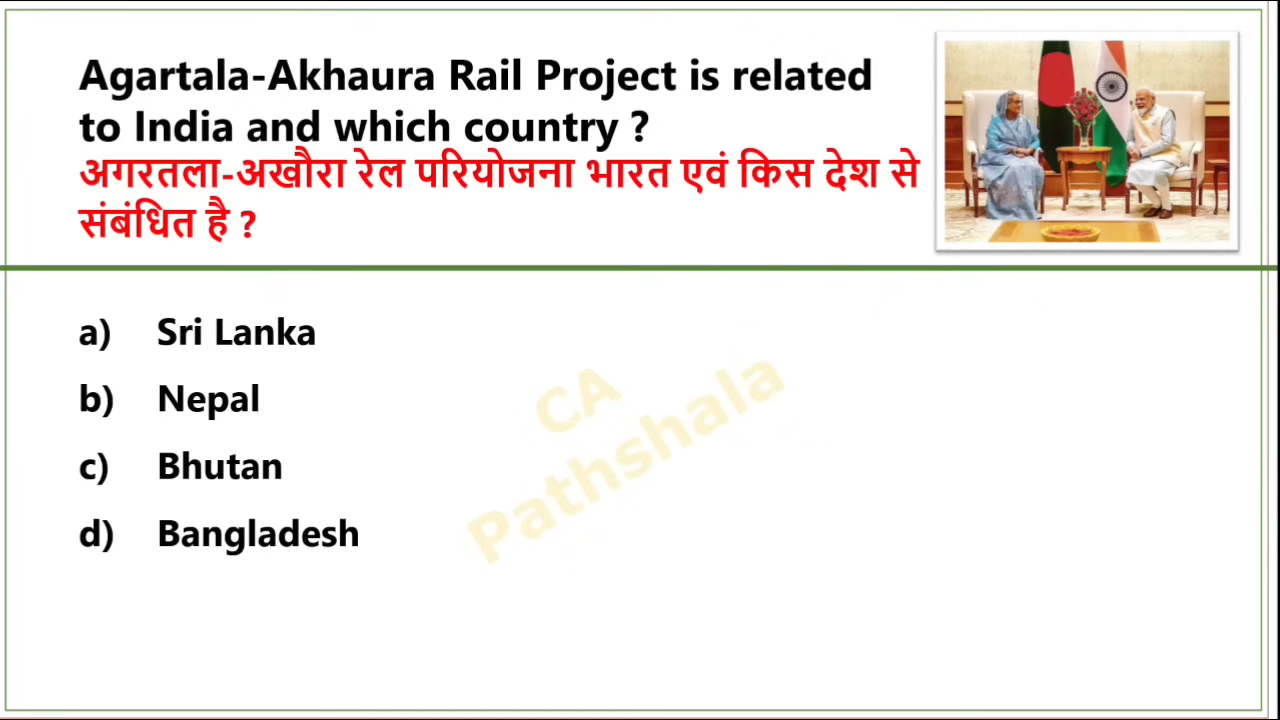 Agartala-Akhaura Rail Project is related
to India and which country ?
अगरतला-अखौरा रेल परियोजना भारत एवं किस देश से
संबंधित है ?
a) Sri Lanka
b) Nepal
c) Bhutan
d) Bangladesh
CA
Pathshala